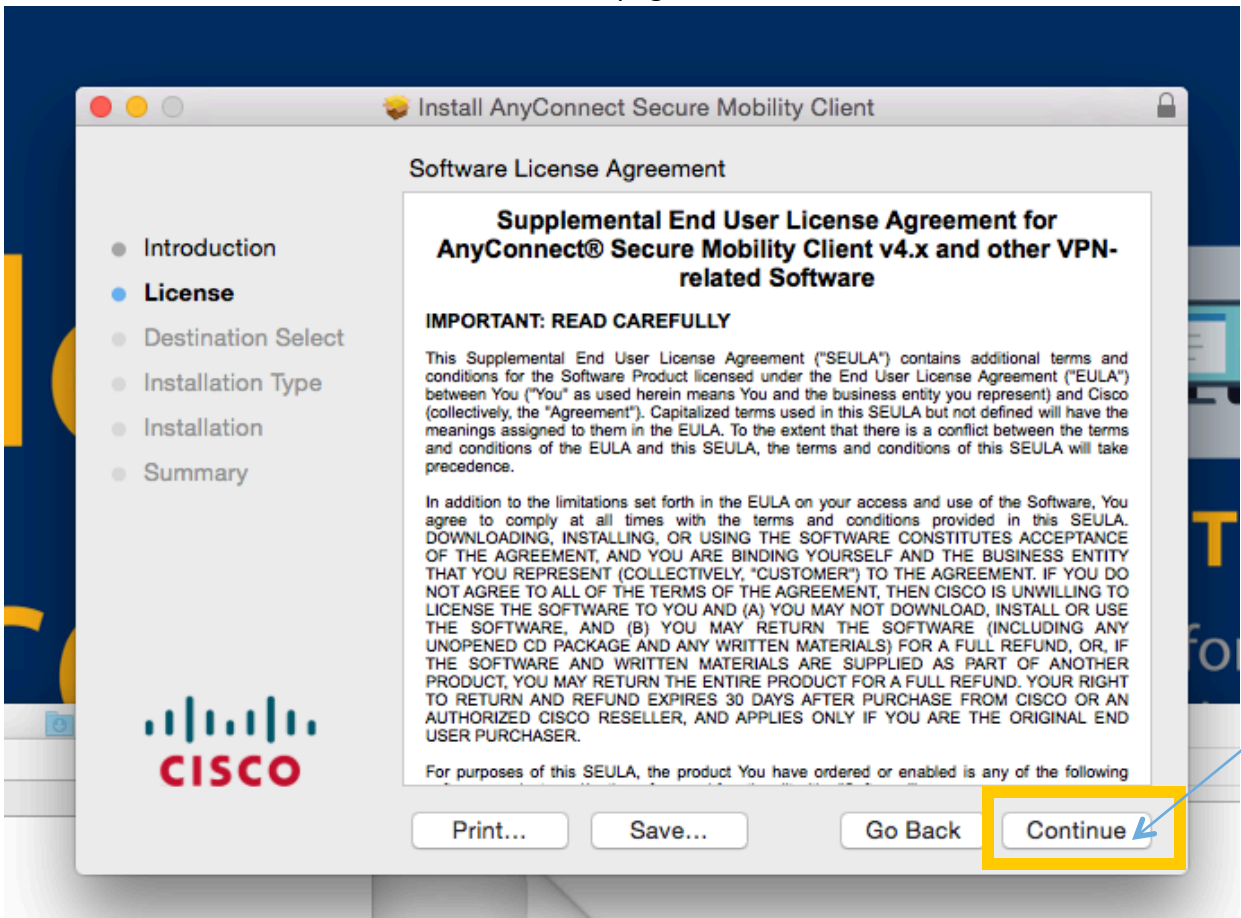 Install AnyConnect Secure Mobility Client
Software License Agreement
Introduction
License
Destination Select
Installation Type
Installation
Summary
CISCO
Supplemental End User License Agreement for
AnyConnect® Secure Mobility Client v4.x and other VPN-
related Software
IMPORTANT: READ CAREFULLY
This Supplemental End User License Agreement ("SEULA") contains additional terms and
conditions for the Software Product licensed under the End User License Agreement ("EULA")
between You ("You" as used herein means You and the business entity you represent) and Cisco
(collectively, the "Agreement"). Capitalized terms used in this SEULA but not defined will have the
meanings assigned to them in the EULA. To the extent that there is a conflict between the terms
and conditions of the EULA and this SEULA, the terms and conditions of this SEULA will take
precedence.
In addition to the limitations set forth in the EULA on your access and use of the Software, You
agree to comply at all times with the terms and conditions provided in this SEULA.
DOWNLOADING, INSTALLING, OR USING THE SOFTWARE CONSTITUTES ACCEPTANCE
OF THE AGREEMENT, AND YOU ARE BINDING YOURSELF AND THE BUSINESS ENTITY
THAT YOU REPRESENT (COLLECTIVELY, "CUSTOMER") TO THE AGREEMENT. IF YOU DO
NOT AGREE TO ALL OF THE TERMS OF THE AGREEMENT, THEN CISCO IS UNWILLING TO
LICENSE THE SOFTWARE TO YOU AND (A) YOU MAY NOT DOWNLOAD, INSTALL OR USE
THE SOFTWARE, AND (B) YOU MAY RETURN THE SOFTWARE (INCLUDING ANY
UNOPENED CD PACKAGE AND ANY WRITTEN MATERIALS) FOR A FULL REFUND, OR, IF
THE SOFTWARE AND WRITTEN MATERIALS ARE SUPPLIED AS PART OF ANOTHER
PRODUCT, YOU MAY RETURN THE ENTIRE PRODUCT FOR A FULL REFUND. YOUR RIGHT
TO RETURN AND REFUND EXPIRES 30 DAYS AFTER PURCHASE FROM CISCO OR AN
AUTHORIZED CISCO RESELLER, AND APPLIES ONLY IF YOU ARE THE ORIGINAL END
USER PURCHASER.
For purposes of this SEULA, the product You have ordered or enabled is any of the following
Print...
Save...
Go Back
Continue